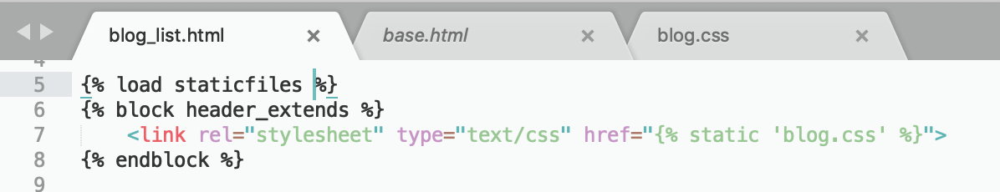 blog_list.html × base.html × blog.css ×
4
5 {% load staticfiles %}
6 {% block header_extends %}
7 <link rel="stylesheet" type="text/css" href="{% static 'blog.css' %}">
8 {% endblock %}
9